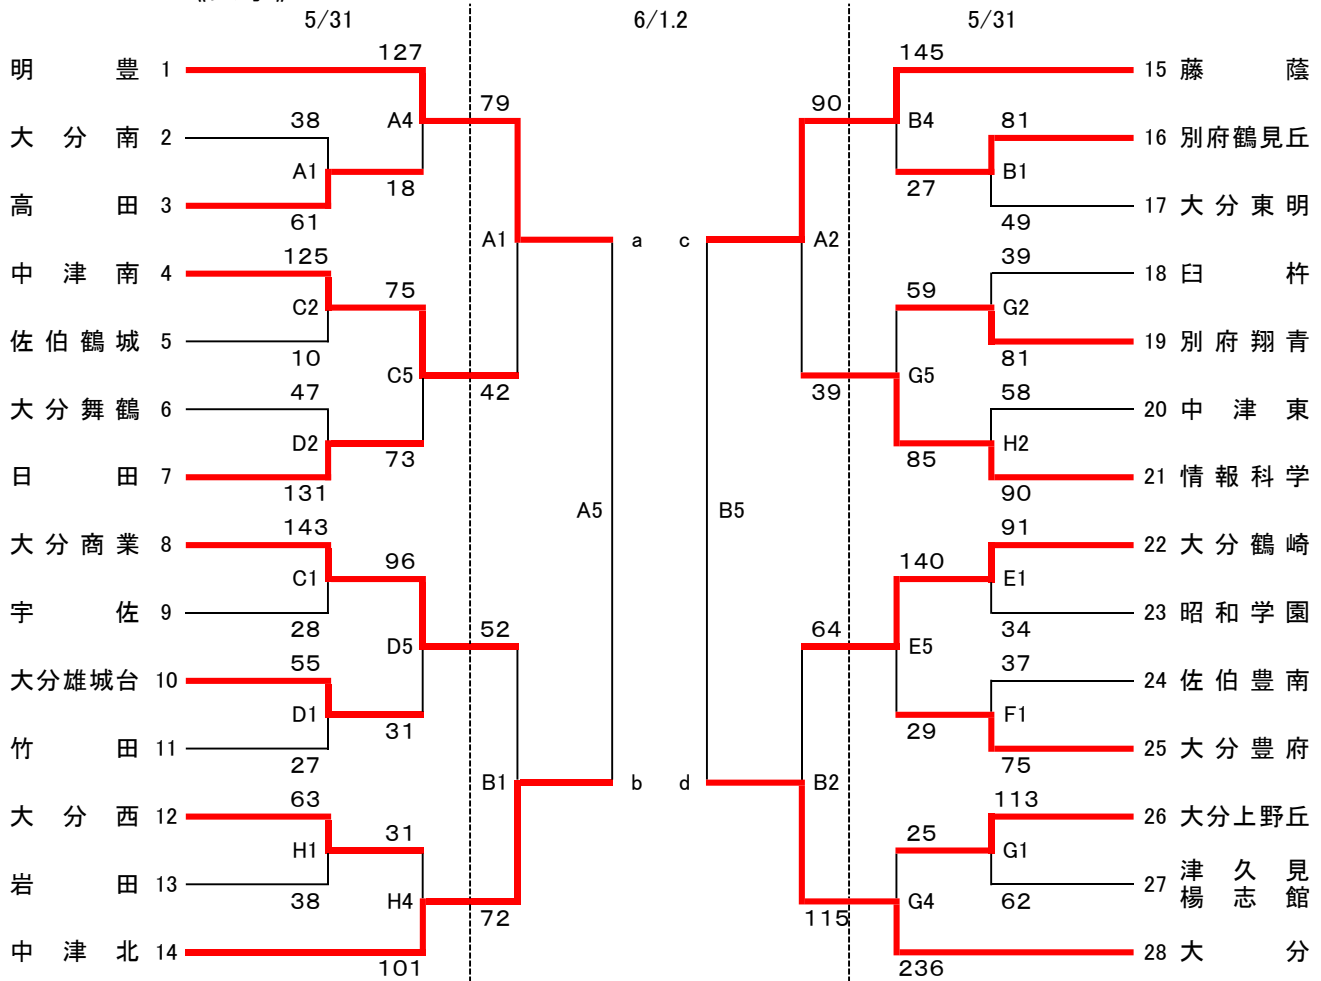 5/31 6/1.2 5/31
127 145
明豊 1 15 藤蔭
79 90
38 A4 B4 81
大分南 2 16 別府鶴見丘
A1 B1
18 27
高田 3 17 大分東明
61 49
A1 a c A2
125 39
中津南 4 18 臼杵
75 59
C2 G2
佐伯鶴城 5 19 別府翔青
10 81
C5 G5
47 42 39 58
大分舞鶴 6 20 中津東
D2 H2
73 85
日田 7 21 情報科学
131 90
A5 B5
143 91
大分商業 8 22 大分鶴崎
96 140
C1 E1
宇佐 9 23 昭和学園
28 52 64 34
D5 E5
55 37
大分雄城台 10 24 佐伯豊南
D1 F1
31 29
竹田 11 25 大分豊府
27 75
B1 b d B2
63 113
大分西 12 26 大分上野丘
31 25
H1 G1
岩田 13 27 津久見
楊志館
38 H4 G4 62
72 115
中津北 14 28 大分
101 236